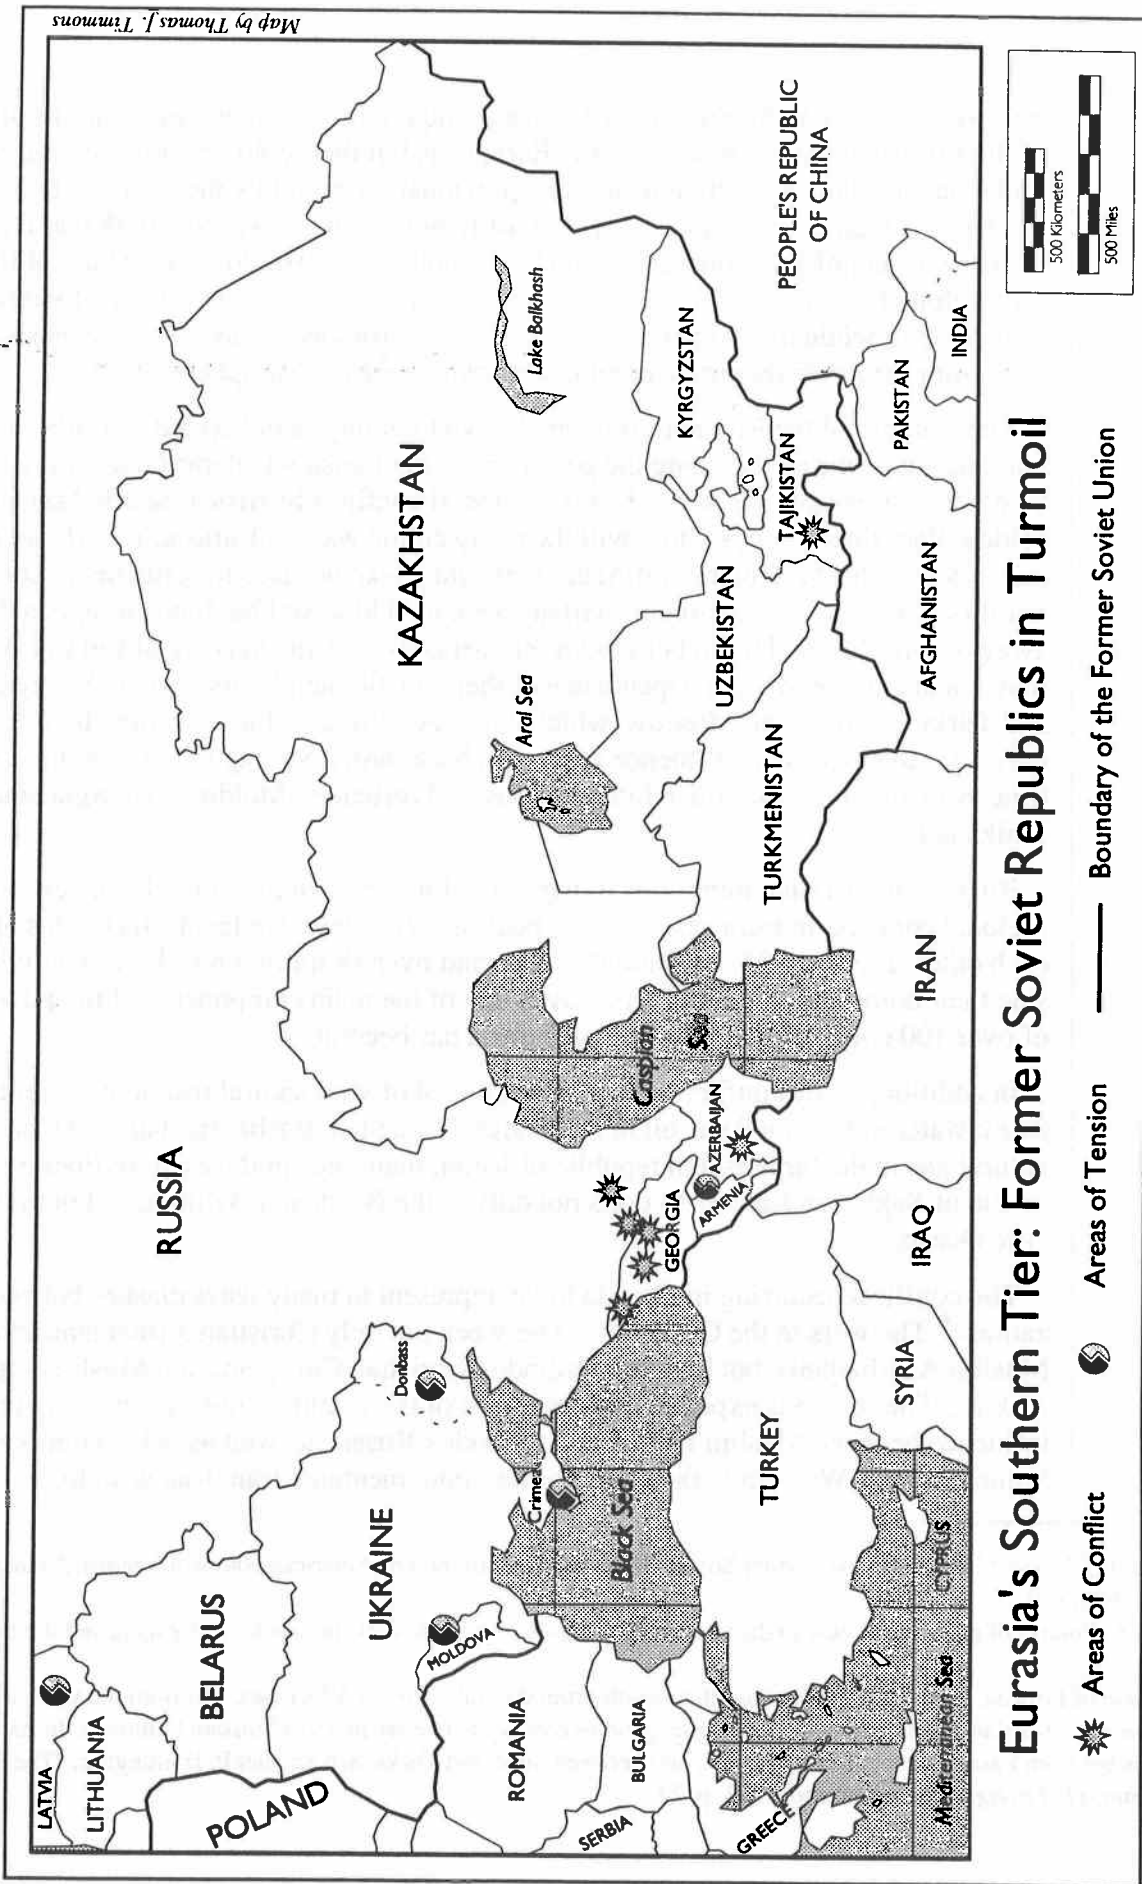 Map by Thomas J. Timmons
RUSSIA
KAZAKHSTAN
LATVIA
LITHUANIA
BELARUS
POLAND
UKRAINE
MOLDOVA
ROMANIA
BULGARIA
SERBIA
GREECE
Donbass
Crimea
Black Sea
TURKEY
Mediterranean Sea
CYPRUS
SYRIA
IRAQ
GEORGIA
ARMENIA
AZERBAIJAN
Caspian
Sea
IRAN
Aral Sea
Lake Balkhash
UZBEKISTAN
TURKMENISTAN
KYRGYZSTAN
TAJIKISTAN
AFGHANISTAN
PAKISTAN
INDIA
PEOPLE'S REPUBLIC
OF CHINA
Eurasia's Southern Tier: Former Soviet Republics in Turmoil
Areas of Conflict
Areas of Tension
Boundary of the Former Soviet Union
500 Kilometers
500 Miles